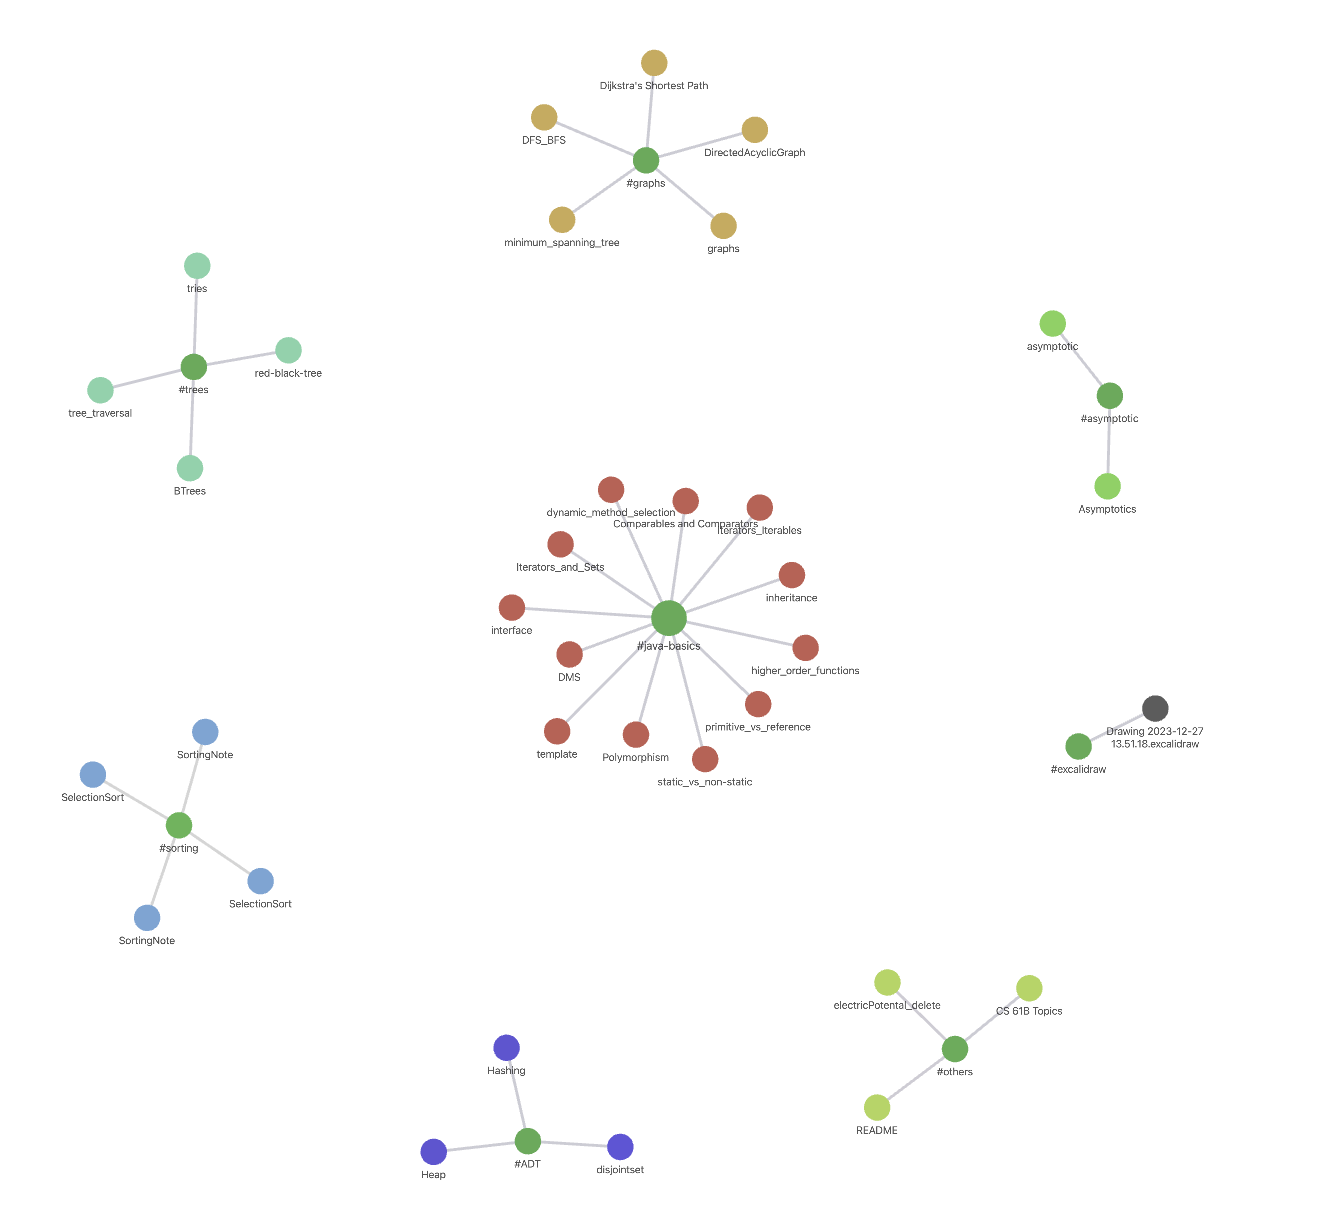 Dijkstra's Shortest Path
DFS_BFS
DirectedAcyclicGraph
#graphs
minimum_spanning_tree
graphs
tries
red-black-tree
#trees
tree_traversal
BTrees
asymptotic
#asymptotic
Asymptotics
dynamic_method_selection
Comparables and Comparators
Iterators_Iterables
Iterators_and_Sets
inheritance
interface
#java-basics
higher_order_functions
DMS
primitive_vs_reference
template
Polymorphism
static_vs_non-static
Drawing 2023-12-27
13.51.18.excalidraw
#excalidraw
SortingNote
SelectionSort
#sorting
SelectionSort
SortingNote
electricPotental_delete
CS 61B Topics
#others
README
Hashing
#ADT
Heap
disjointset